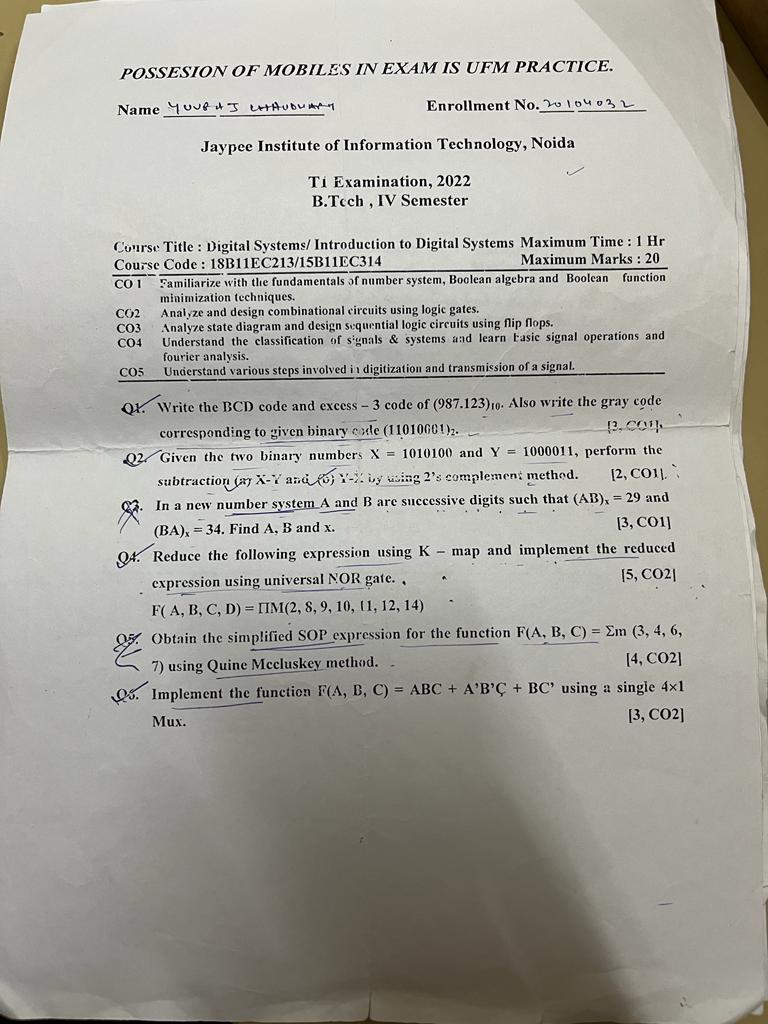 POSSESION OF MOBILES IN EXAM IS UFM PRACTICE.
Name YUVRAJ CHAUDHARY Enrollment No. 20104032
Jaypee Institute of Information Technology, Noida
T1 Examination, 2022
B.Tech , IV Semester
Course Title : Digital Systems/ Introduction to Digital Systems Maximum Time : 1 Hr
Course Code : 18B11EC213/15B11EC314 Maximum Marks : 20
CO 1 Familiarize with the fundamentals of number system, Boolean algebra and Boolean function
minimization techniques.
CO2 Analyze and design combinational circuits using logic gates.
CO3 Analyze state diagram and design sequential logic circuits using flip flops.
CO4 Understand the classification of signals & systems and learn basic signal operations and
fourier analysis.
CO5 Understand various steps involved in digitization and transmission of a signal.
Q1. Write the BCD code and excess – 3 code of (987.123)₁₀. Also write the gray code
corresponding to given binary code (11010001)₂. [3, CO1].
Q2. Given the two binary numbers X = 1010100 and Y = 1000011, perform the
subtraction (a) X-Y and (b) Y-X by using 2's complement method. [2, CO1].
Q3. In a new number system A and B are successive digits such that (AB)ₓ = 29 and
(BA)ₓ = 34. Find A, B and x. [3, CO1]
Q4. Reduce the following expression using K – map and implement the reduced
expression using universal NOR gate. [5, CO2]
F( A, B, C, D) = ΠM(2, 8, 9, 10, 11, 12, 14)
Q5. Obtain the simplified SOP expression for the function F(A, B, C) = Σm (3, 4, 6,
7) using Quine Mccluskey method. [4, CO2]
Q6. Implement the function F(A, B, C) = ABC + A'B'C + BC' using a single 4×1
Mux. [3, CO2]